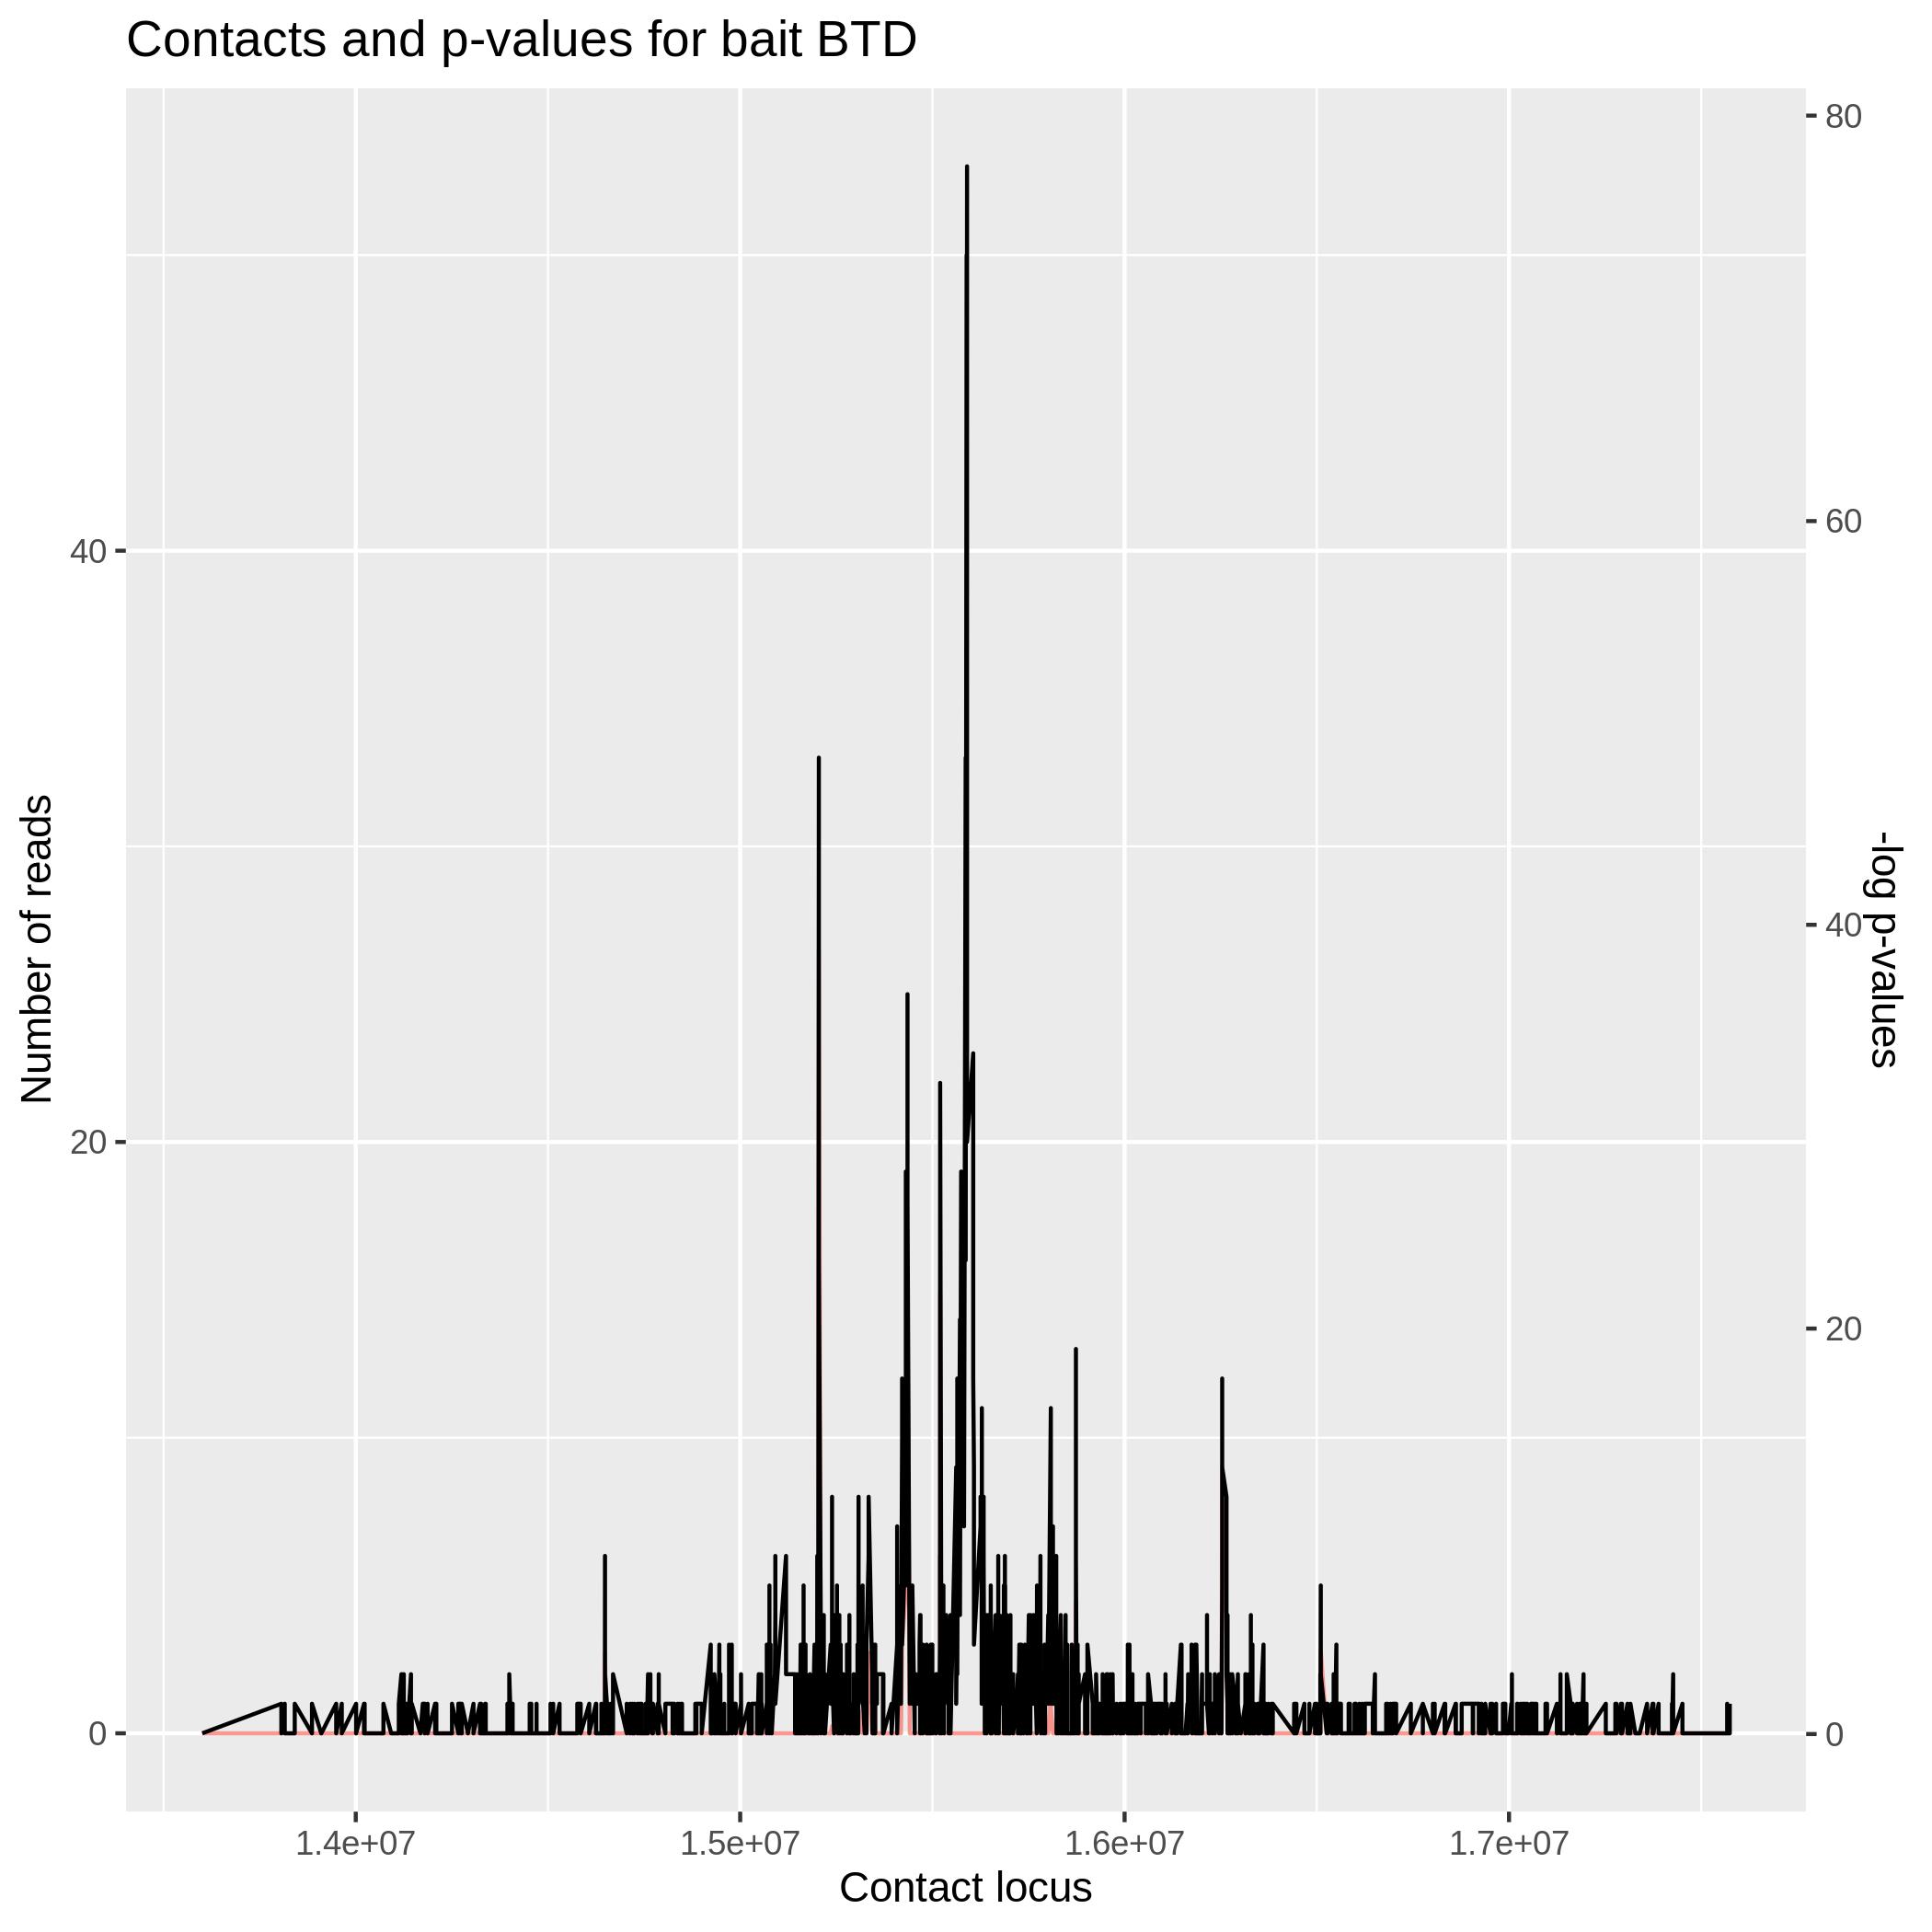 Contacts and p-values for bait BTD
Number of reads
40
20
0
80
60
40
20
0
-log p-values
1.4e+07
1.5e+07
1.6e+07
1.7e+07
Contact locus